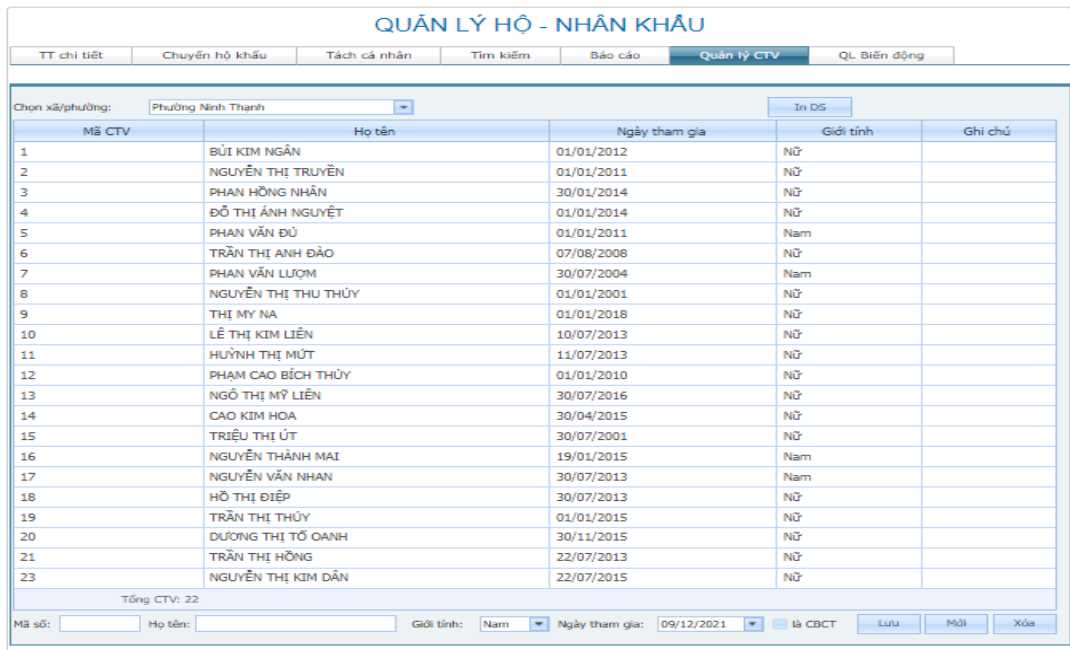 QUẢN LÝ HỘ - NHÂN KHẨU
TT chi tiết Chuyển hộ khẩu Tách cá nhân Tìm kiếm Báo cáo Quản lý CTV QL Biến động
Chọn xã/phường: Phường Ninh Thạnh In DS
Mã CTV Họ tên Ngày tham gia Giới tính Ghi chú
1 BÙI KIM NGÂN 01/01/2012 Nữ
2 NGUYỄN THỊ TRUYỀN 01/01/2011 Nữ
3 PHAN HỒNG NHÂN 30/01/2014 Nữ
4 ĐỖ THỊ ÁNH NGUYỆT 01/01/2014 Nữ
5 PHAN VĂN ĐỦ 01/01/2011 Nam
6 TRẦN THỊ ANH ĐÀO 07/08/2008 Nữ
7 PHAN VĂN LƯỢM 30/07/2004 Nam
8 NGUYỄN THỊ THU THỦY 01/01/2001 Nữ
9 THỊ MY NA 01/01/2018 Nữ
10 LÊ THỊ KIM LIÊN 10/07/2013 Nữ
11 HUỲNH THỊ MỨT 11/07/2013 Nữ
12 PHẠM CAO BÍCH THỦY 01/01/2010 Nữ
13 NGÔ THỊ MỸ LIÊN 30/07/2016 Nữ
14 CAO KIM HOA 30/04/2015 Nữ
15 TRIỆU THỊ ÚT 30/07/2001 Nữ
16 NGUYỄN THÀNH MAI 19/01/2015 Nam
17 NGUYỄN VĂN NHAN 30/07/2013 Nam
18 HỒ THỊ ĐIỆP 30/07/2013 Nữ
19 TRẦN THỊ THỦY 01/01/2015 Nữ
20 DƯƠNG THỊ TỐ OANH 30/11/2015 Nữ
21 TRẦN THỊ HỒNG 22/07/2013 Nữ
23 NGUYỄN THỊ KIM DÂN 22/07/2015 Nữ
Tổng CTV: 22
Mã số: Họ tên: Giới tính: Nam Ngày tham gia: 09/12/2021 là CBCT Lưu Mới Xóa